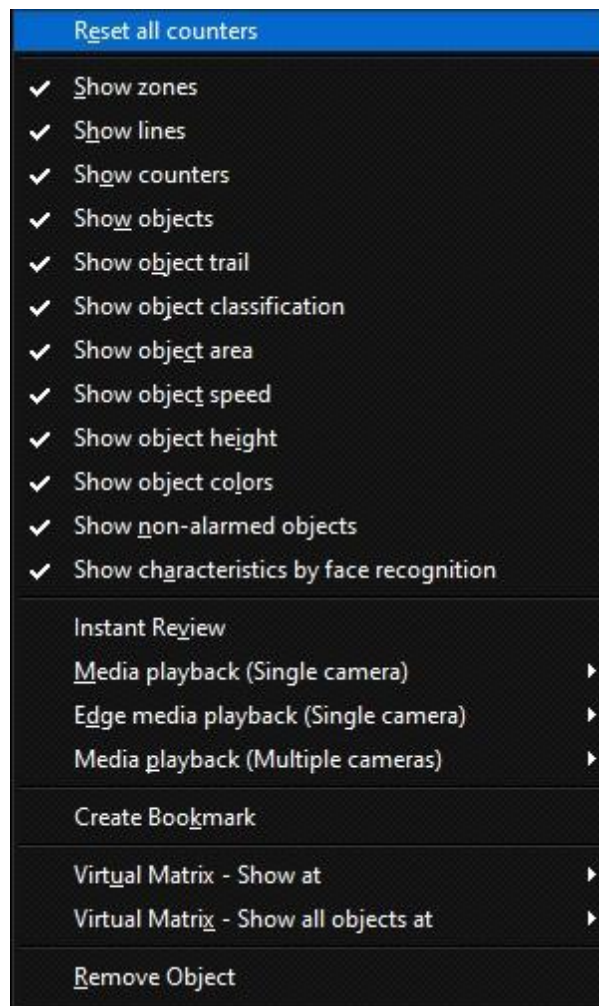 Reset all counters
Show zones
Show lines
Show counters
Show objects
Show object trail
Show object classification
Show object area
Show object speed
Show object height
Show object colors
Show non-alarmed objects
Show characteristics by face recognition
Instant Review
Media playback (Single camera)
Edge media playback (Single camera)
Media playback (Multiple cameras)
Create Bookmark
Virtual Matrix - Show at
Virtual Matrix - Show all objects at
Remove Object